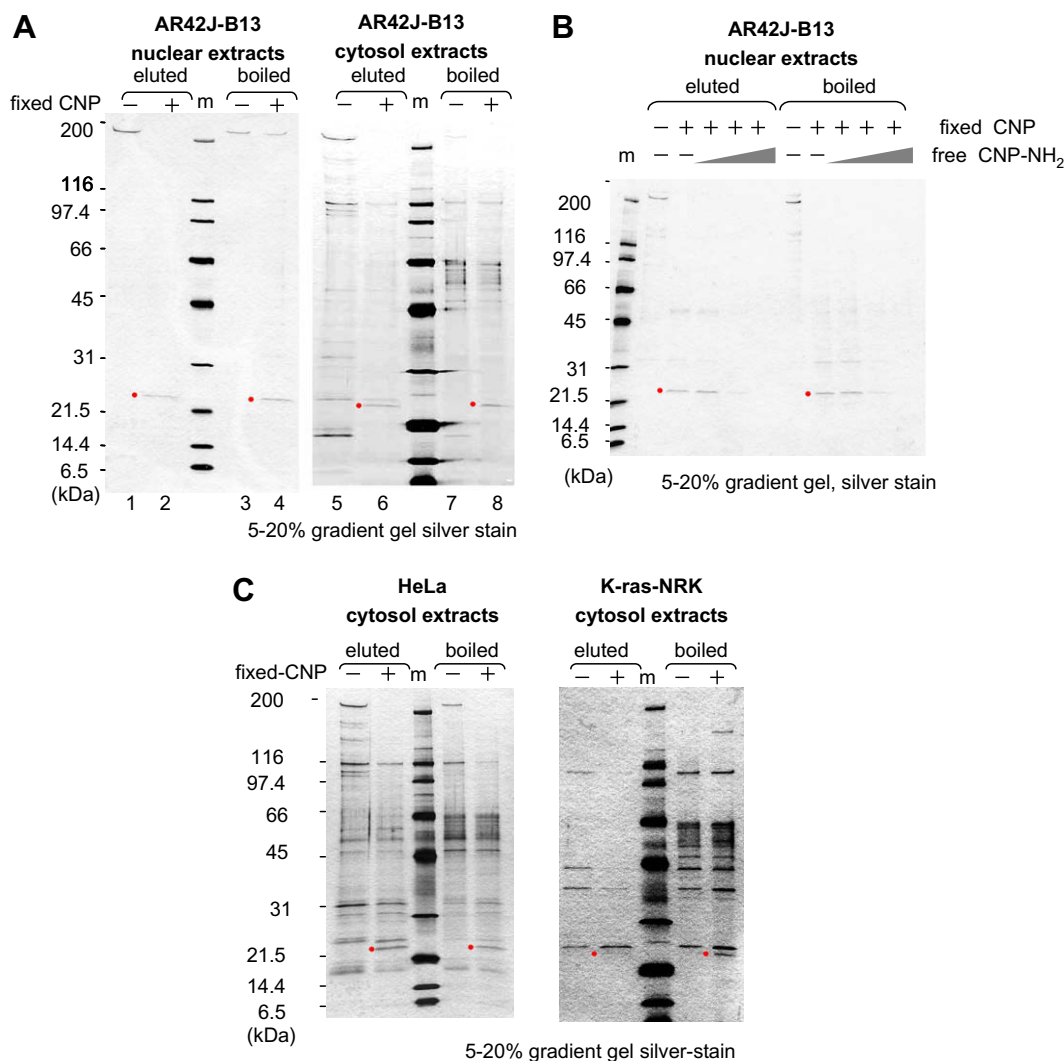 A
AR42J-B13
nuclear extracts
AR42J-B13
cytosol extracts
eluted
boiled
eluted
boiled
fixed CNP
− + m − +
− + m − +
200
116
97.4
66
45
31
21.5
14.4
6.5
(kDa)
1 2 3 4 5 6 7 8
5-20% gradient gel silver stain
B
AR42J-B13
nuclear extracts
eluted
boiled
− + + + + − + + + + fixed CNP
m − − − − free CNP-NH2
200
116
97.4
66
45
31
21.5
14.4
6.5
(kDa)
5-20% gradient gel, silver stain
C
HeLa
cytosol extracts
K-ras-NRK
cytosol extracts
eluted
boiled
eluted
boiled
fixed-CNP
− + m − +
− + m − +
200
116
97.4
66
45
31
21.5
14.4
6.5
(kDa)
5-20% gradient gel silver-stain